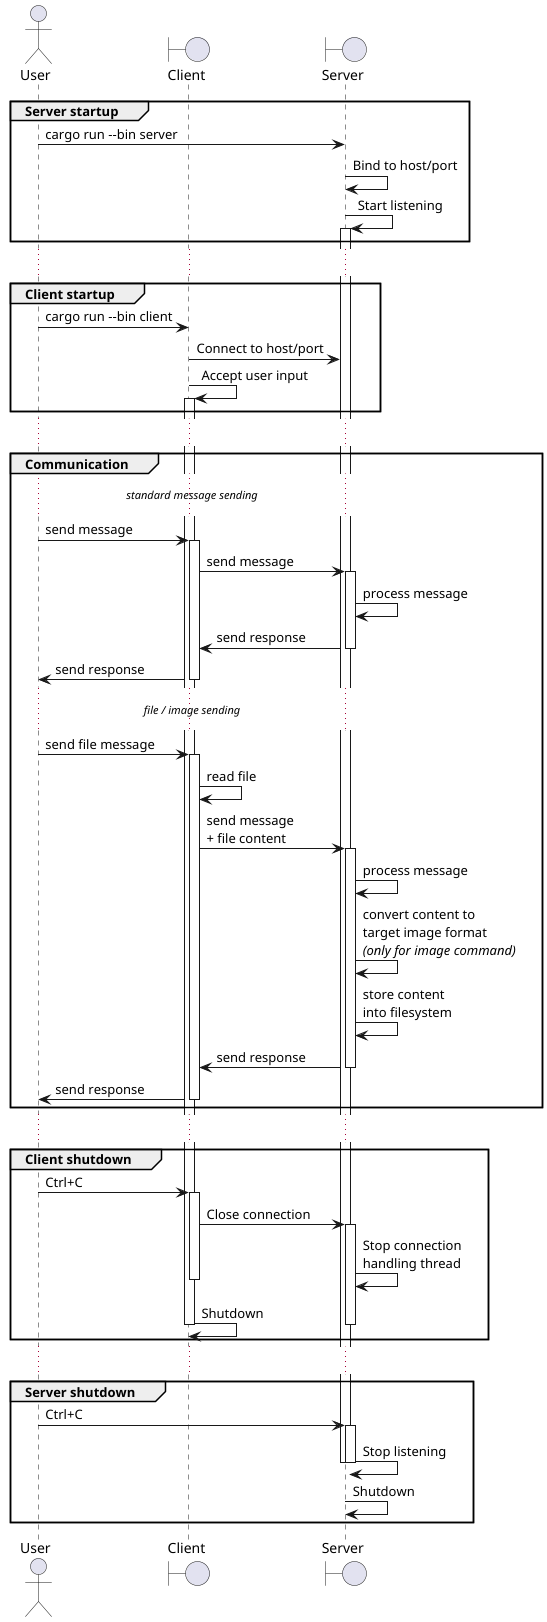 User
Client
Server
Server startup
cargo run --bin server
Bind to host/port
Start listening
Client startup
cargo run --bin client
Connect to host/port
Accept user input
Communication
standard message sending
send message
send message
process message
send response
send response
file / image sending
send file message
read file
send message
+ file content
process message
convert content to
target image format
(only for image command)
store content
into filesystem
send response
send response
Client shutdown
Ctrl+C
Close connection
Stop connection
handling thread
Shutdown
Server shutdown
Ctrl+C
Stop listening
Shutdown
User
Client
Server